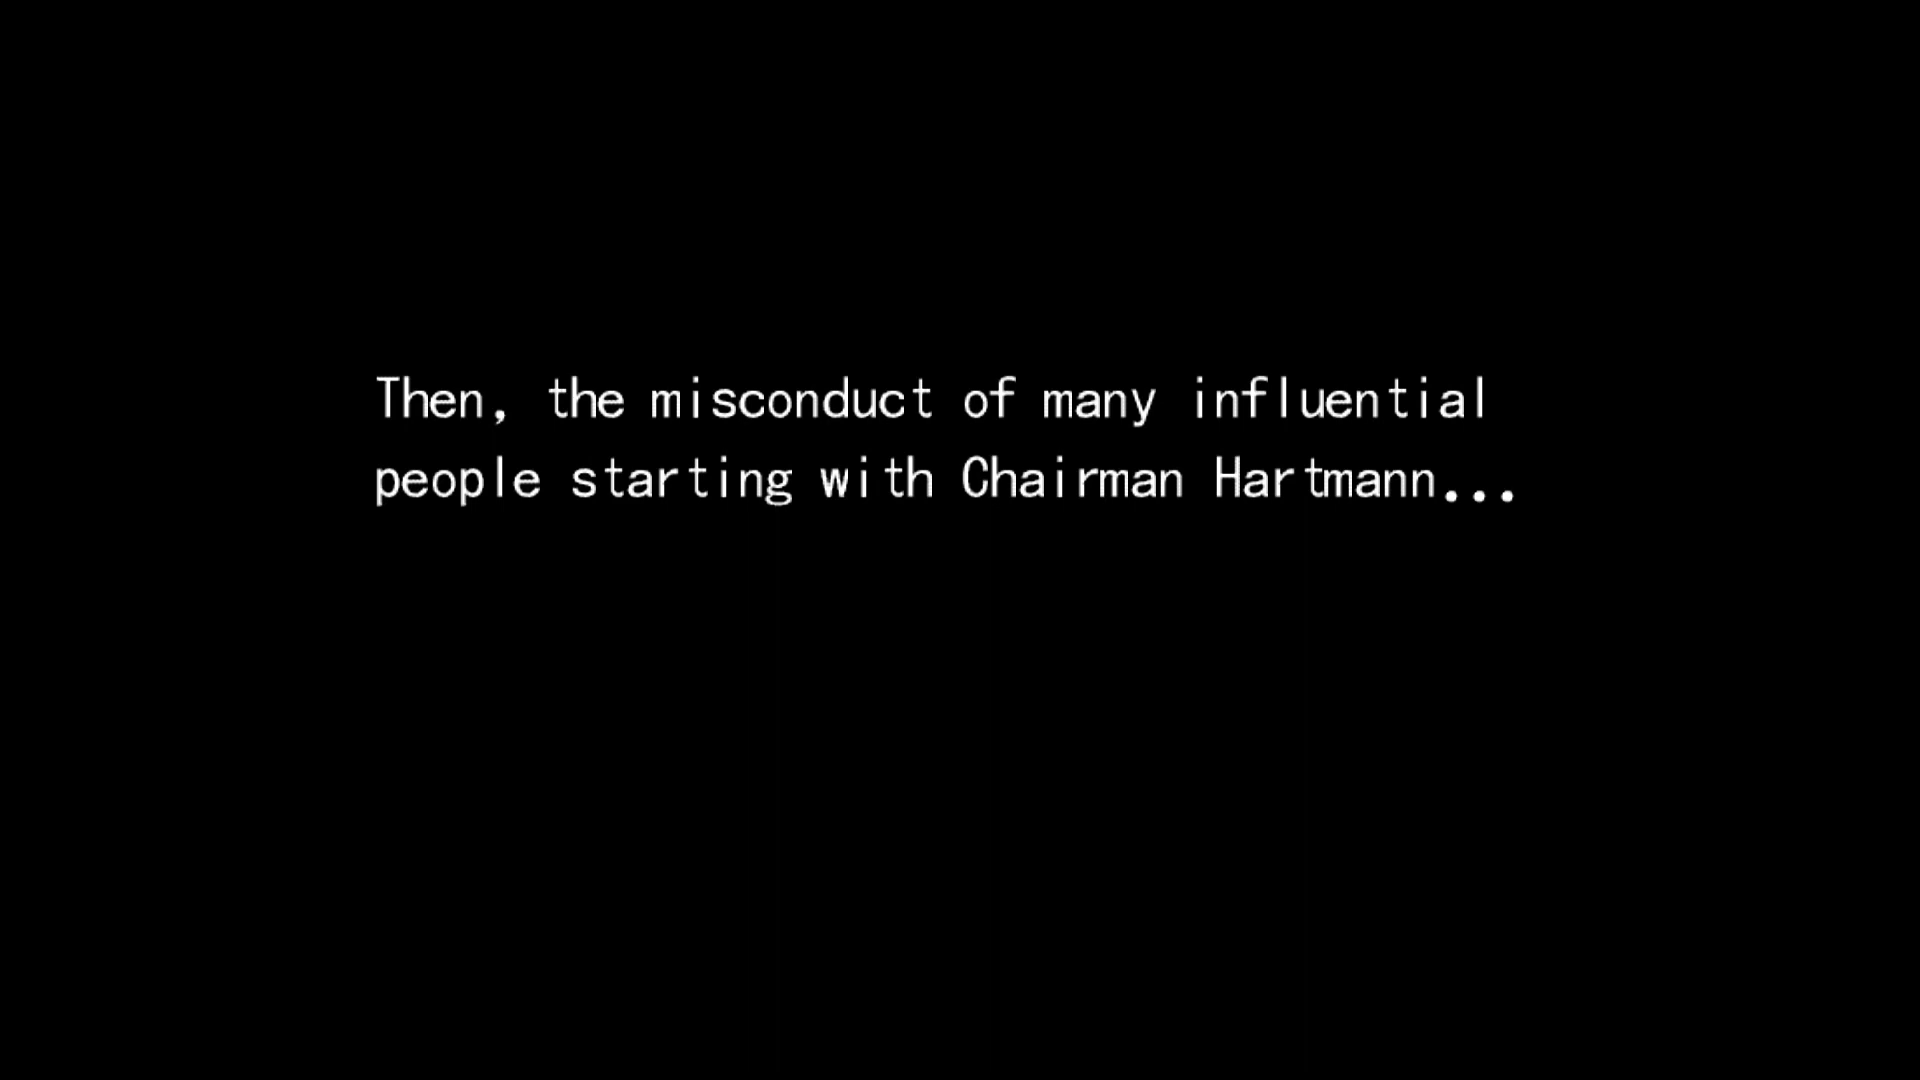 Then, the misconduct of many influential
people starting with Chairman Hartmann...